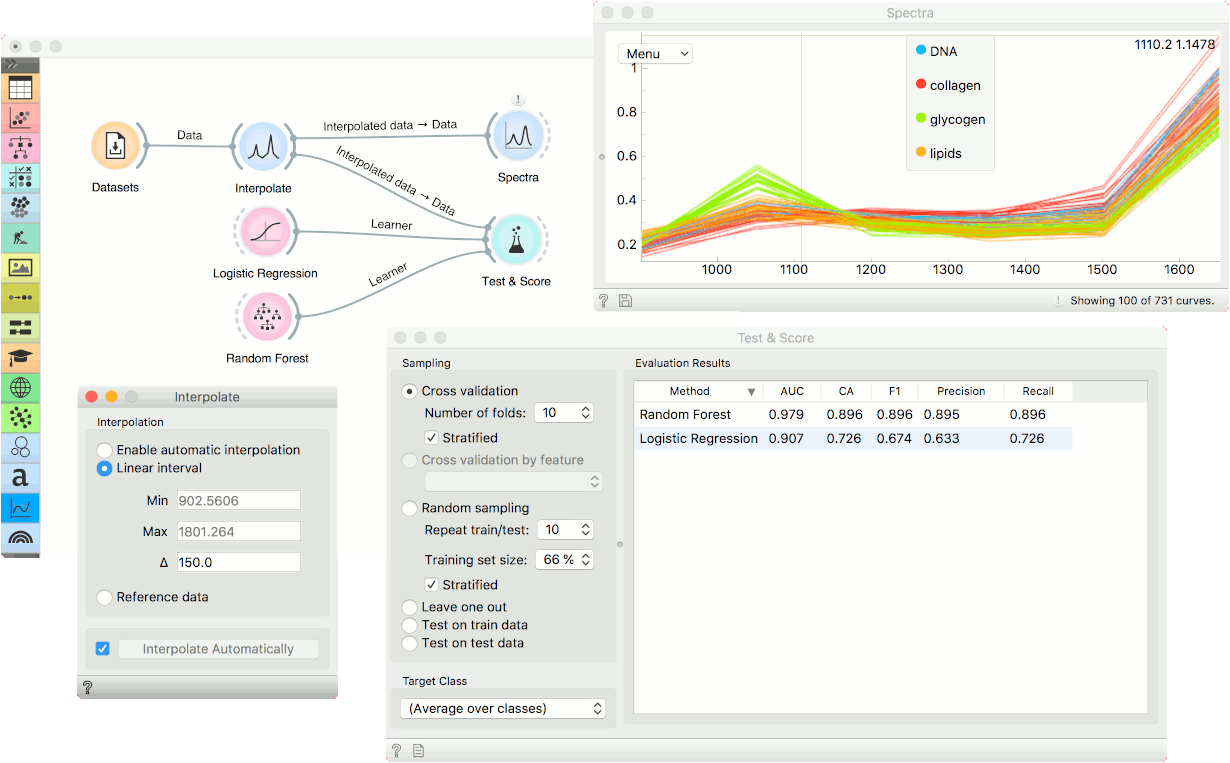 Spectra
Menu
1110.2 1.1478
DNA
collagen
glycogen
lipids
1
0.8
0.6
0.4
0.2
1000
1100
1200
1300
1400
1500
1600
? ! Showing 100 of 731 curves.
»
a
Data
Interpolated data → Data
Interpolated data → Data
Learner
Learner
!
Datasets
Interpolate
Spectra
Logistic Regression
Test & Score
Random Forest
Interpolate
Interpolation
Enable automatic interpolation
Linear interval
Min 902.5606
Max 1801.264
Δ 150.0
Reference data
Interpolate Automatically
?
Test & Score
Sampling
Cross validation
Number of folds: 10
Stratified
Cross validation by feature
Random sampling
Repeat train/test: 10
Training set size: 66 %
Stratified
Leave one out
Test on train data
Test on test data
Target Class
(Average over classes)
?
Evaluation Results
Method AUC CA F1 Precision Recall
Random Forest 0.979 0.896 0.896 0.895 0.896
Logistic Regression 0.907 0.726 0.674 0.633 0.726